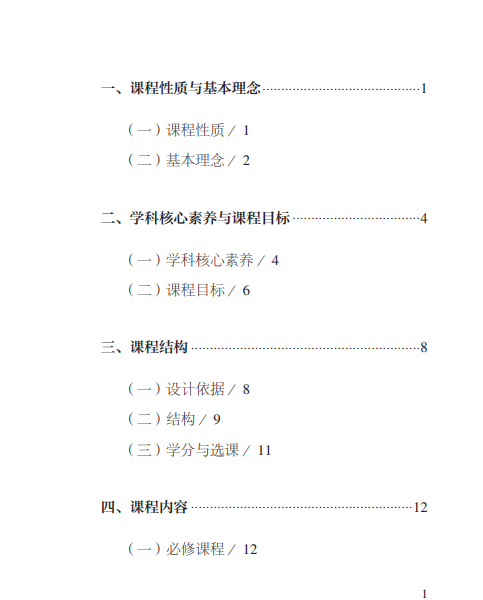 一、课程性质与基本理念……………………………………1
（一）课程性质／ 1
（二）基本理念／ 2
二、学科核心素养与课程目标……………………………4
（一）学科核心素养／ 4
（二）课程目标／ 6
三、课程结构……………………………………………………8
（一）设计依据／ 8
（二）结构／ 9
（三）学分与选课／ 11
四、课程内容……………………………………………………12
（一）必修课程／ 12
1